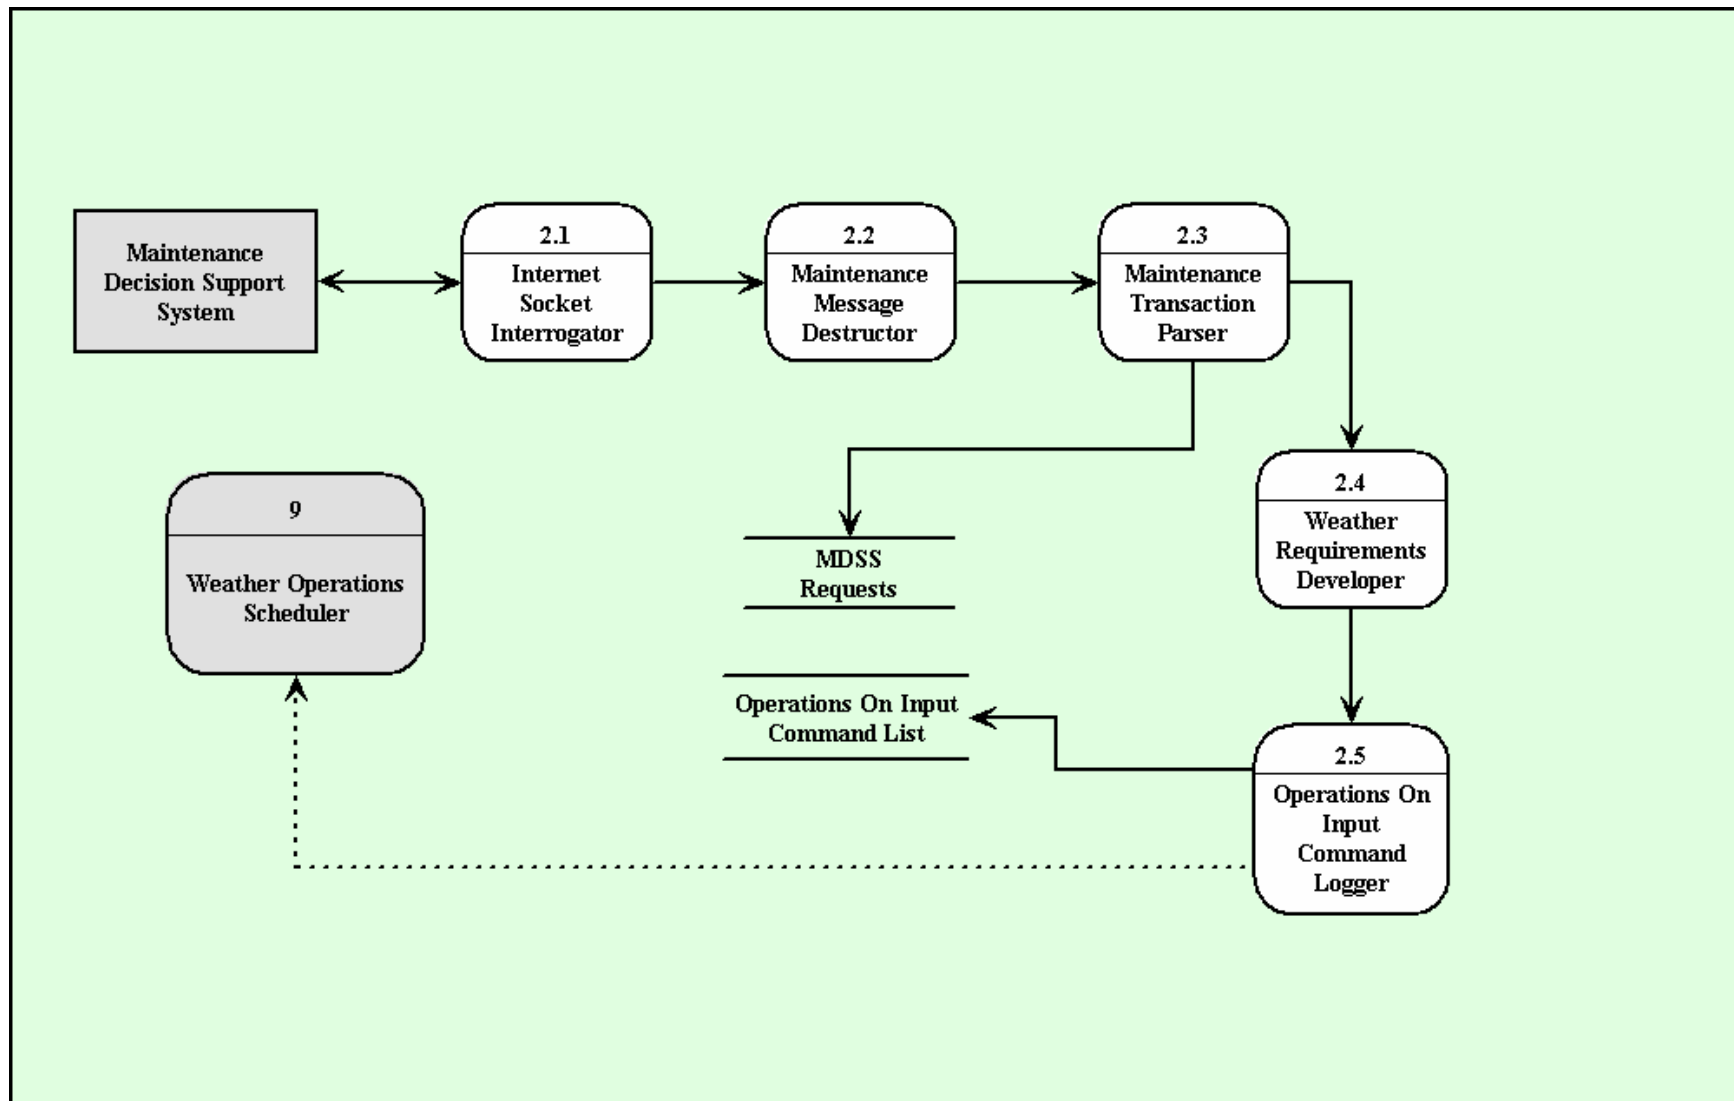 Maintenance
Decision Support
System
2.1
Internet
Socket
Interrogator
2.2
Maintenance
Message
Destructor
2.3
Maintenance
Transaction
Parser
2.4
Weather
Requirements
Developer
9
Weather Operations
Scheduler
MDSS
Requests
Operations On Input
Command List
2.5
Operations On
Input
Command
Logger